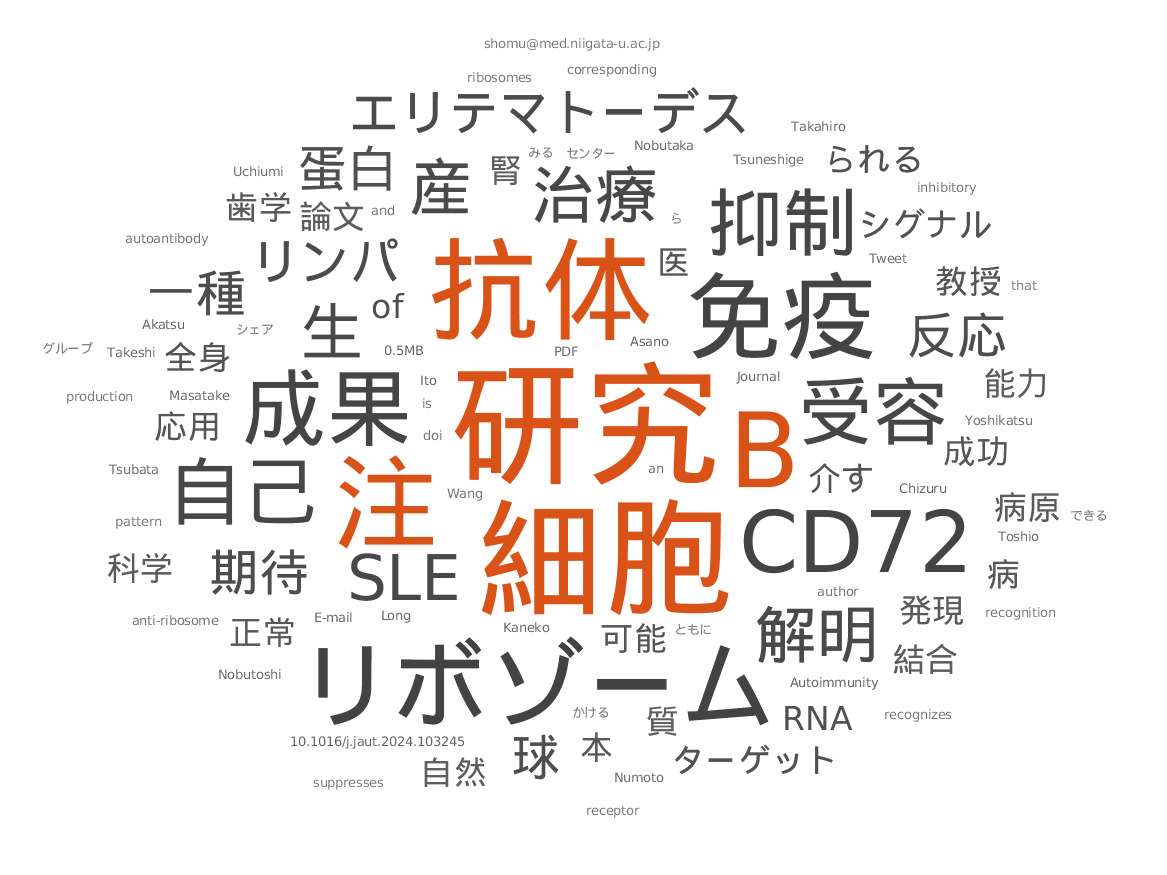 shomu@med.niigata-u.ac.jp
ribosomes
corresponding
エリテマトーデス
Takahiro
蛋白
産
腎
みる
センター
Nobutaka
Tsuneshige
られる
Uchiumi
治療
inhibitory
歯学
論文
and
ら
抑制
シグナル
autoantibody
リンパ
抗体
医
Tweet
一種
of
免疫
教授
that
Akatsu
シェア
生
反応
グループ
Takeshi
全身
0.5MB
PDF
Asano
production
Masatake
成果
Ito
is
研究
Journal
受容
能力
応用
doi
B
Yoshikatsu
成功
Tsubata
自己
注
Wang
an
介す
Chizuru
病原
できる
pattern
細胞
CD72
Toshio
科学
期待
SLE
病
author
anti-ribosome
正常
E-mail
Long
Kaneko
可能
ともに
解明
発現
recognition
結合
Nobutoshi
リボゾーム
Autoimmunity
かける
質
RNA
recognizes
10.1016/j.jaut.2024.103245
球
本
ターゲット
suppresses
自然
Numoto
receptor